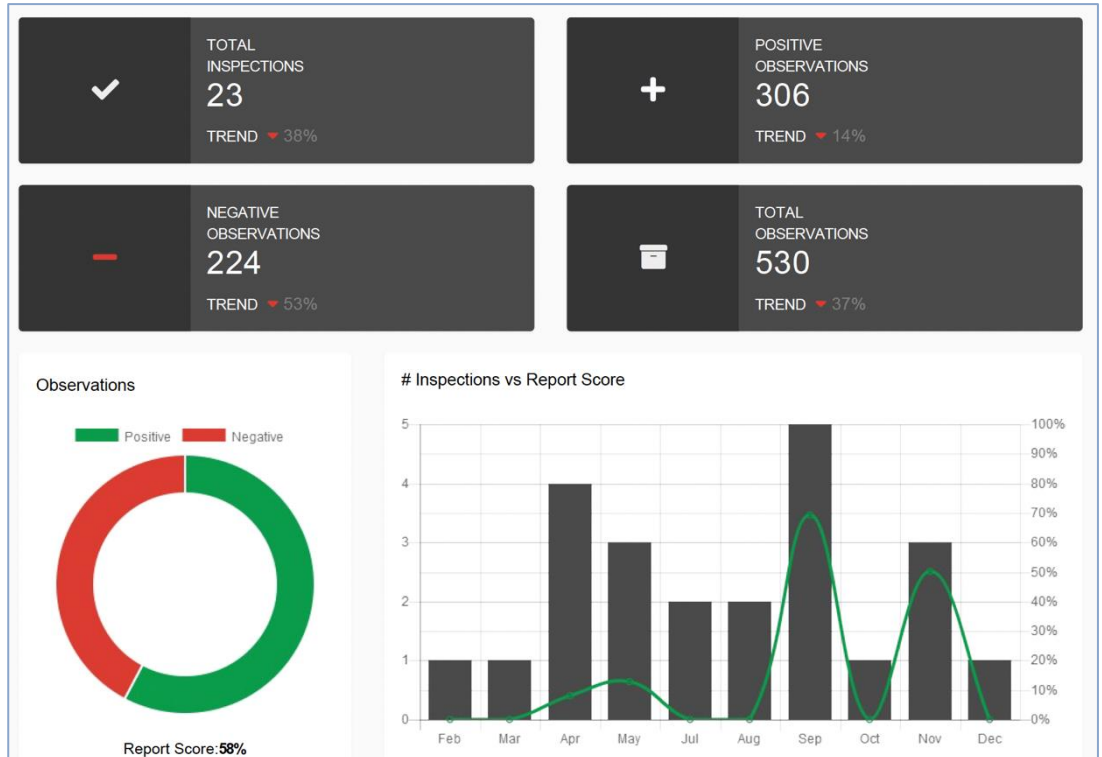 TOTAL
INSPECTIONS
23
TREND 38%
POSITIVE
OBSERVATIONS
306
TREND 14%
NEGATIVE
OBSERVATIONS
224
TREND 53%
TOTAL
OBSERVATIONS
530
TREND 37%
Observations
Positive Negative
Report Score:58%
# Inspections vs Report Score
5
4
3
2
1
0
100%
90%
80%
70%
60%
50%
40%
30%
20%
10%
0%
Feb Mar Apr May Jul Aug Sep Oct Nov Dec